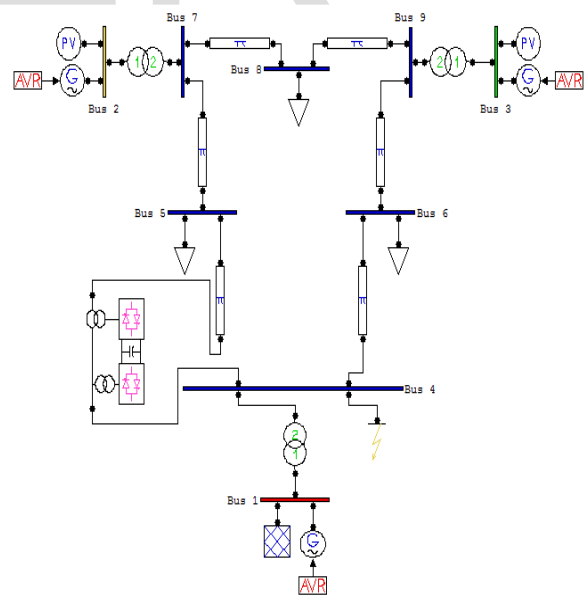 Bus 7
Bus 9
PV
1 2
π
π
2 1
PV
Bus 8
AVR
G
G
AVR
Bus 2
Bus 3
π
π
Bus 5
Bus 6
π
π
Bus 4
2
1
Bus 1
G
AVR